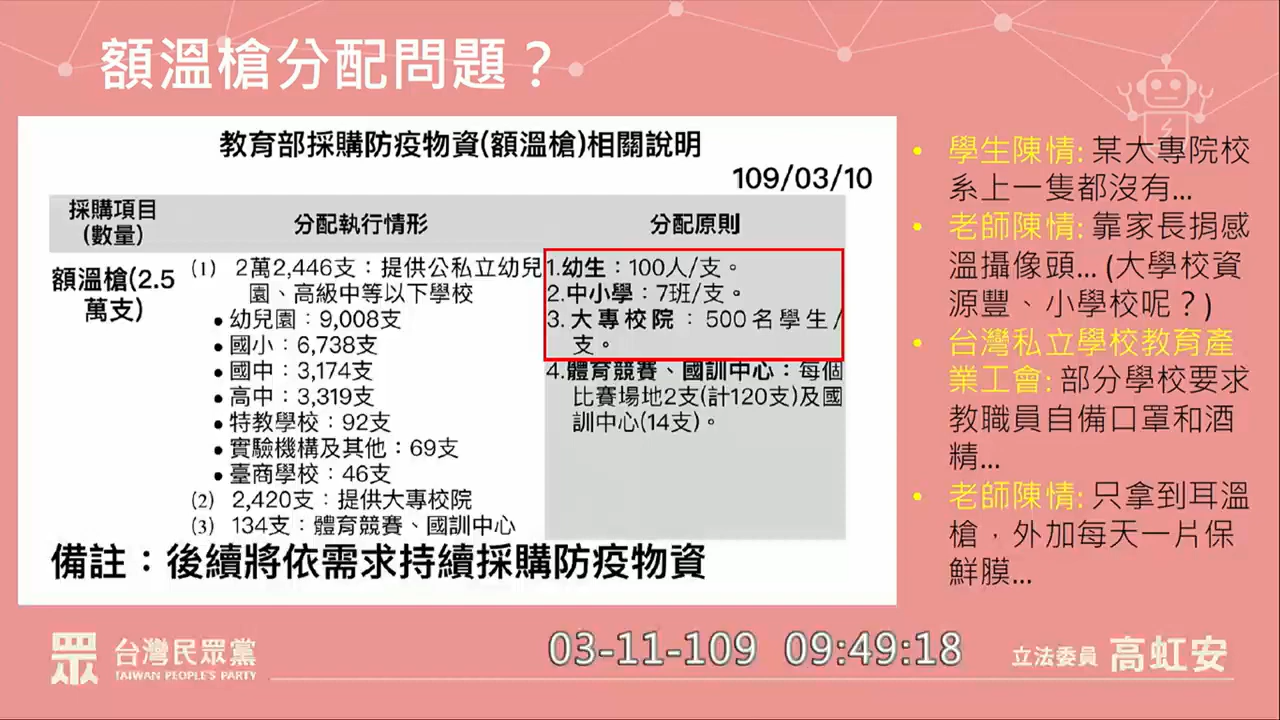 額溫槍分配問題？
教育部採購防疫物資(額溫槍)相關說明
109/03/10
採購項目
(數量)
分配執行情形
分配原則
額溫槍(2.5
萬支)
(1) 2萬2,446支：提供公私立幼兒
園、高級中等以下學校
• 幼兒園：9,008支
• 國小：6,738支
• 國中：3,174支
• 高中：3,319支
• 特教學校：92支
• 實驗機構及其他：69支
• 臺商學校：46支
(2) 2,420支：提供大專校院
(3) 134支：體育競賽、國訓中心
1.幼生：100人/支。
2.中小學：7班/支。
3.大專校院：500名學生/
支。
4.體育競賽、國訓中心：每個
比賽場地2支(計120支)及國
訓中心(14支)。
備註：後續將依需求持續採購防疫物資
• 學生陳情: 某大專院校
系上一隻都沒有...
• 老師陳情: 靠家長捐感
溫攝像頭... (大學校資
源豐、小學校呢？)
• 台灣私立學校教育產
業工會: 部分學校要求
教職員自備口罩和酒
精...
• 老師陳情: 只拿到耳溫
槍，外加每天一片保
鮮膜...
眾 台灣民眾黨
TAIWAN PEOPLE'S PARTY
03-11-109 09:49:18
立法委員 高虹安